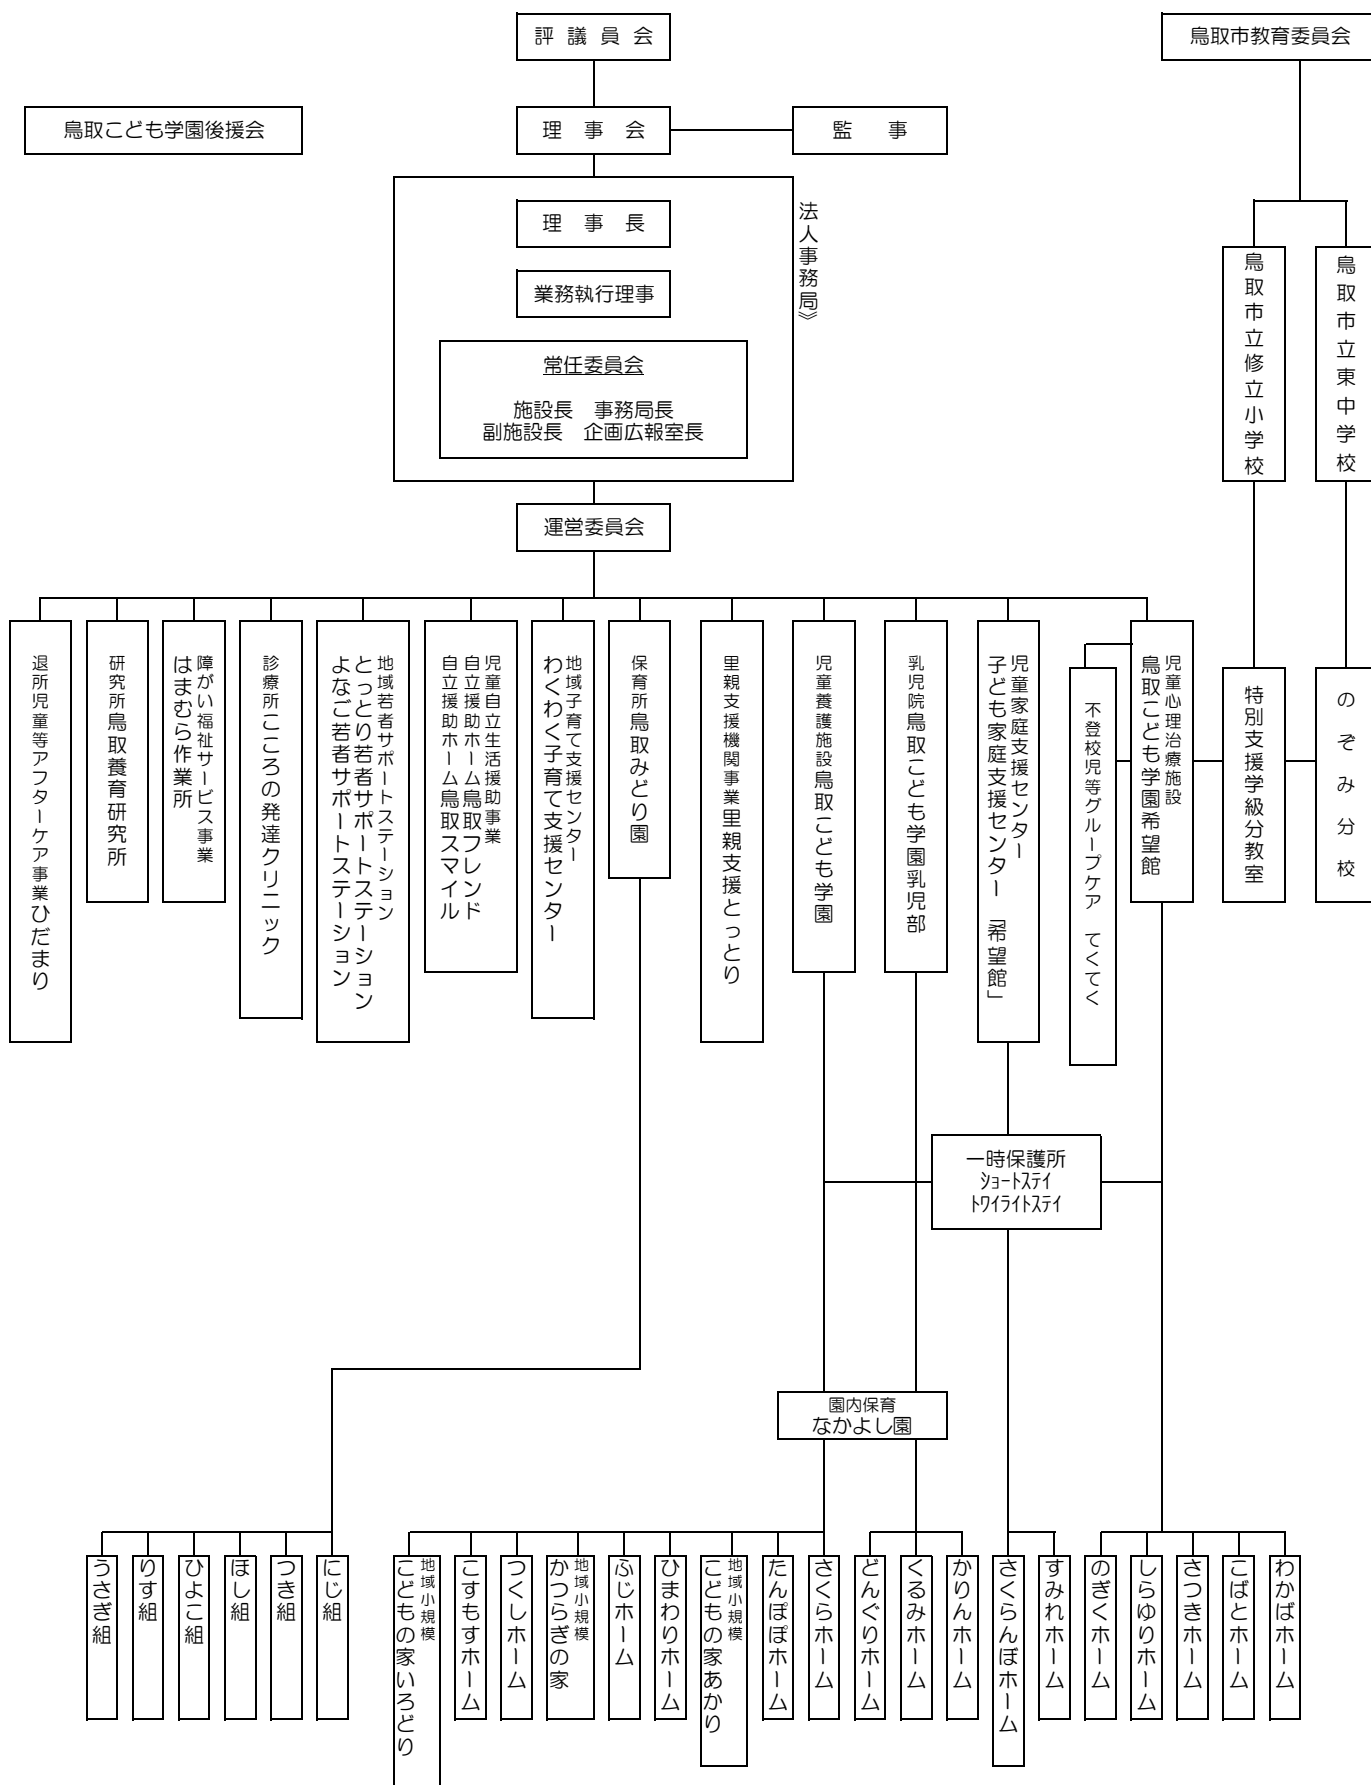 評議員会
鳥取市教育委員会
鳥取こども学園後援会
理事会
監事
理事長
業務執行理事
常任委員会
施設長　事務局長
副施設長　企画広報室長
法人事務局》
運営委員会
鳥取市立修立小学校
鳥取市立東中学校
退所児童等アフターケア事業ひだまり
研究所鳥取養育研究所
障がい福祉サービス事業
はまむら作業所
診療所こころの発達クリニック
地域若者サポートステーション
とっとり若者サポートステーション
よなご若者サポートステーション
児童自立生活援助事業
自立援助ホーム鳥取フレンド
自立援助ホーム鳥取スマイル
地域子育て支援センター
わくわく子育て支援センター
保育所鳥取みどり園
里親支援機関事業里親支援とっとり
児童養護施設鳥取こども学園
乳児院鳥取こども学園乳児部
児童家庭支援センター
子ども家庭支援センター「希望館」
不登校児等グループケア　てくてく
児童心理治療施設
鳥取こども学園希望館
特別支援学級分教室
のぞみ分校
一時保護所
ｼｮｰﾄｽﾃｲ
ﾄﾜｲﾗｲﾄｽﾃｲ
園内保育
なかよし園
うさぎ組
りす組
ひよこ組
ほし組
つき組
にじ組
地域小規模
こどもの家いろどり
こすもすホーム
つくしホーム
地域小規模
かつらぎの家
ふじホーム
ひまわりホーム
地域小規模
こどもの家あかり
たんぽぽホーム
さくらホーム
どんぐりホーム
くるみホーム
かりんホーム
さくらんぼホーム
すみれホーム
のぎくホーム
しらゆりホーム
さつきホーム
こばとホーム
わかばホーム